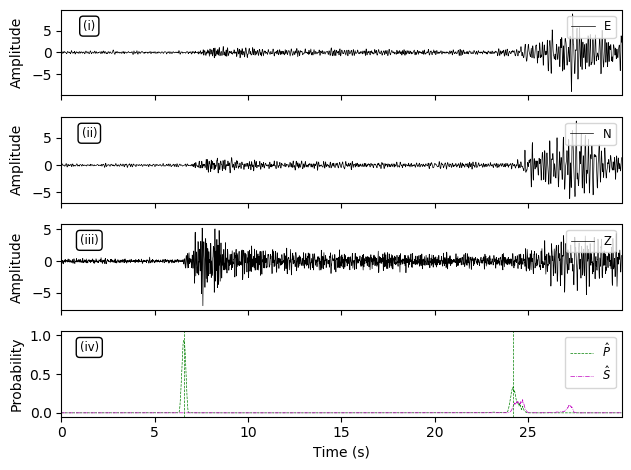 (i)
E
Amplitude
5
0
−5
(ii)
N
Amplitude
5
0
−5
(iii)
Z
Amplitude
5
0
−5
(iv)
P̂
Ŝ
Probability
1.0
0.5
0.0
0 5 10 15 20 25
Time (s)